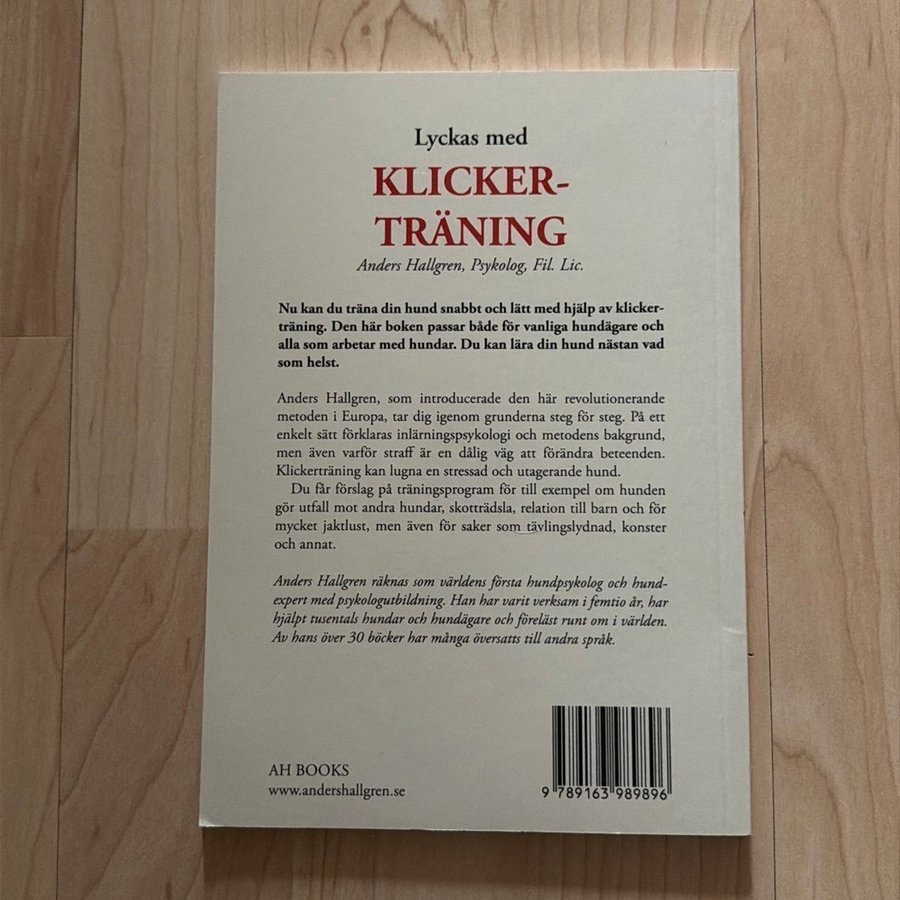 Lyckas med
KLICKER-
TRÄNING
Anders Hallgren, Psykolog, Fil. Lic.
Nu kan du träna din hund snabbt och lätt med hjälp av klicker-
träning. Den här boken passar både för vanliga hundägare och
alla som arbetar med hundar. Du kan lära din hund nästan vad
som helst.
Anders Hallgren, som introducerade den här revolutionerande
metoden i Europa, tar dig igenom grunderna steg för steg. På ett
enkelt sätt förklaras inlärningspsykologi och metodens bakgrund,
men även varför straff är en dålig väg att förändra beteenden.
Klickerträning kan lugna en stressad och utagerande hund.
Du får förslag på träningsprogram för till exempel om hunden
gör utfall mot andra hundar, skotträdsla, relation till barn och för
mycket jaktlust, men även för saker som tävlingslydnad, konster
och annat.
Anders Hallgren räknas som världens första hundpsykolog och hund-
expert med psykologutbildning. Han har varit verksam i femtio år, har
hjälpt tusentals hundar och hundägare och föreläst runt om i världen.
Av hans över 30 böcker har många översatts till andra språk.
AH BOOKS
www.andershallgren.se
9 789163 989896